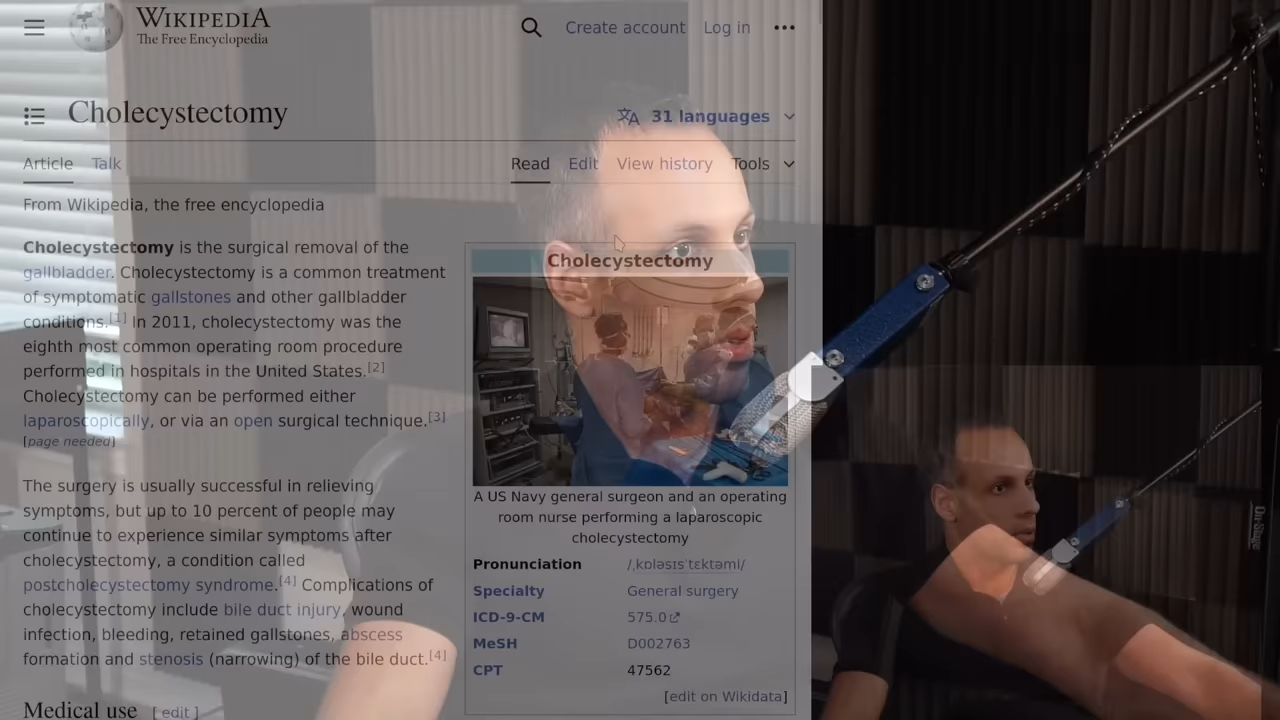 WIKIPEDIA
The Free Encyclopedia
Create account Log in
Cholecystectomy
31 languages
Article Talk
Read Edit View history Tools
From Wikipedia, the free encyclopedia
Cholecystectomy is the surgical removal of the
gallbladder. Cholecystectomy is a common treatment
of symptomatic gallstones and other gallbladder
conditions.[1] In 2011, cholecystectomy was the
eighth most common operating room procedure
performed in hospitals in the United States.[2]
Cholecystectomy can be performed either
laparoscopically, or via an open surgical technique.[3]
[page needed]
The surgery is usually successful in relieving
symptoms, but up to 10 percent of people may
continue to experience similar symptoms after
cholecystectomy, a condition called
postcholecystectomy syndrome.[4] Complications of
cholecystectomy include bile duct injury, wound
infection, bleeding, retained gallstones, abscess
formation and stenosis (narrowing) of the bile duct.[4]
Medical use [ edit ]
Cholecystectomy
A US Navy general surgeon and an operating
room nurse performing a laparoscopic
cholecystectomy
Pronunciation /ˌkɒləsɪsˈtɛktəmi/
Specialty General surgery
ICD-9-CM 575.0
MeSH D002763
CPT 47562
[edit on Wikidata]
On-Stage